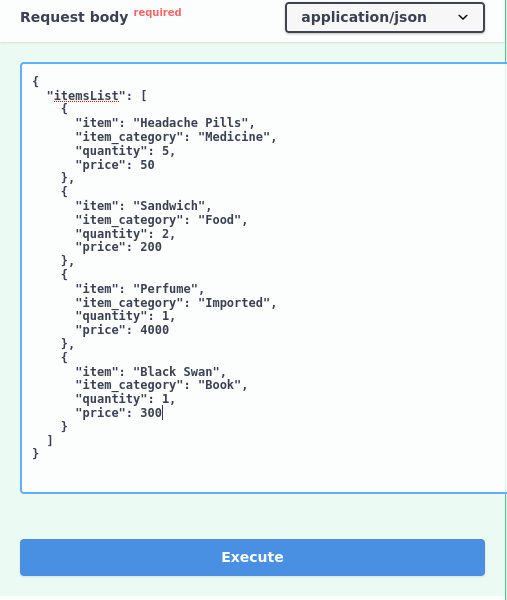 Request body required
application/json
{
  "itemsList": [
    {
      "item": "Headache Pills",
      "item_category": "Medicine",
      "quantity": 5,
      "price": 50
    },
    {
      "item": "Sandwich",
      "item_category": "Food",
      "quantity": 2,
      "price": 200
    },
    {
      "item": "Perfume",
      "item_category": "Imported",
      "quantity": 1,
      "price": 4000
    },
    {
      "item": "Black Swan",
      "item_category": "Book",
      "quantity": 1,
      "price": 300
    }
  ]
}
Execute